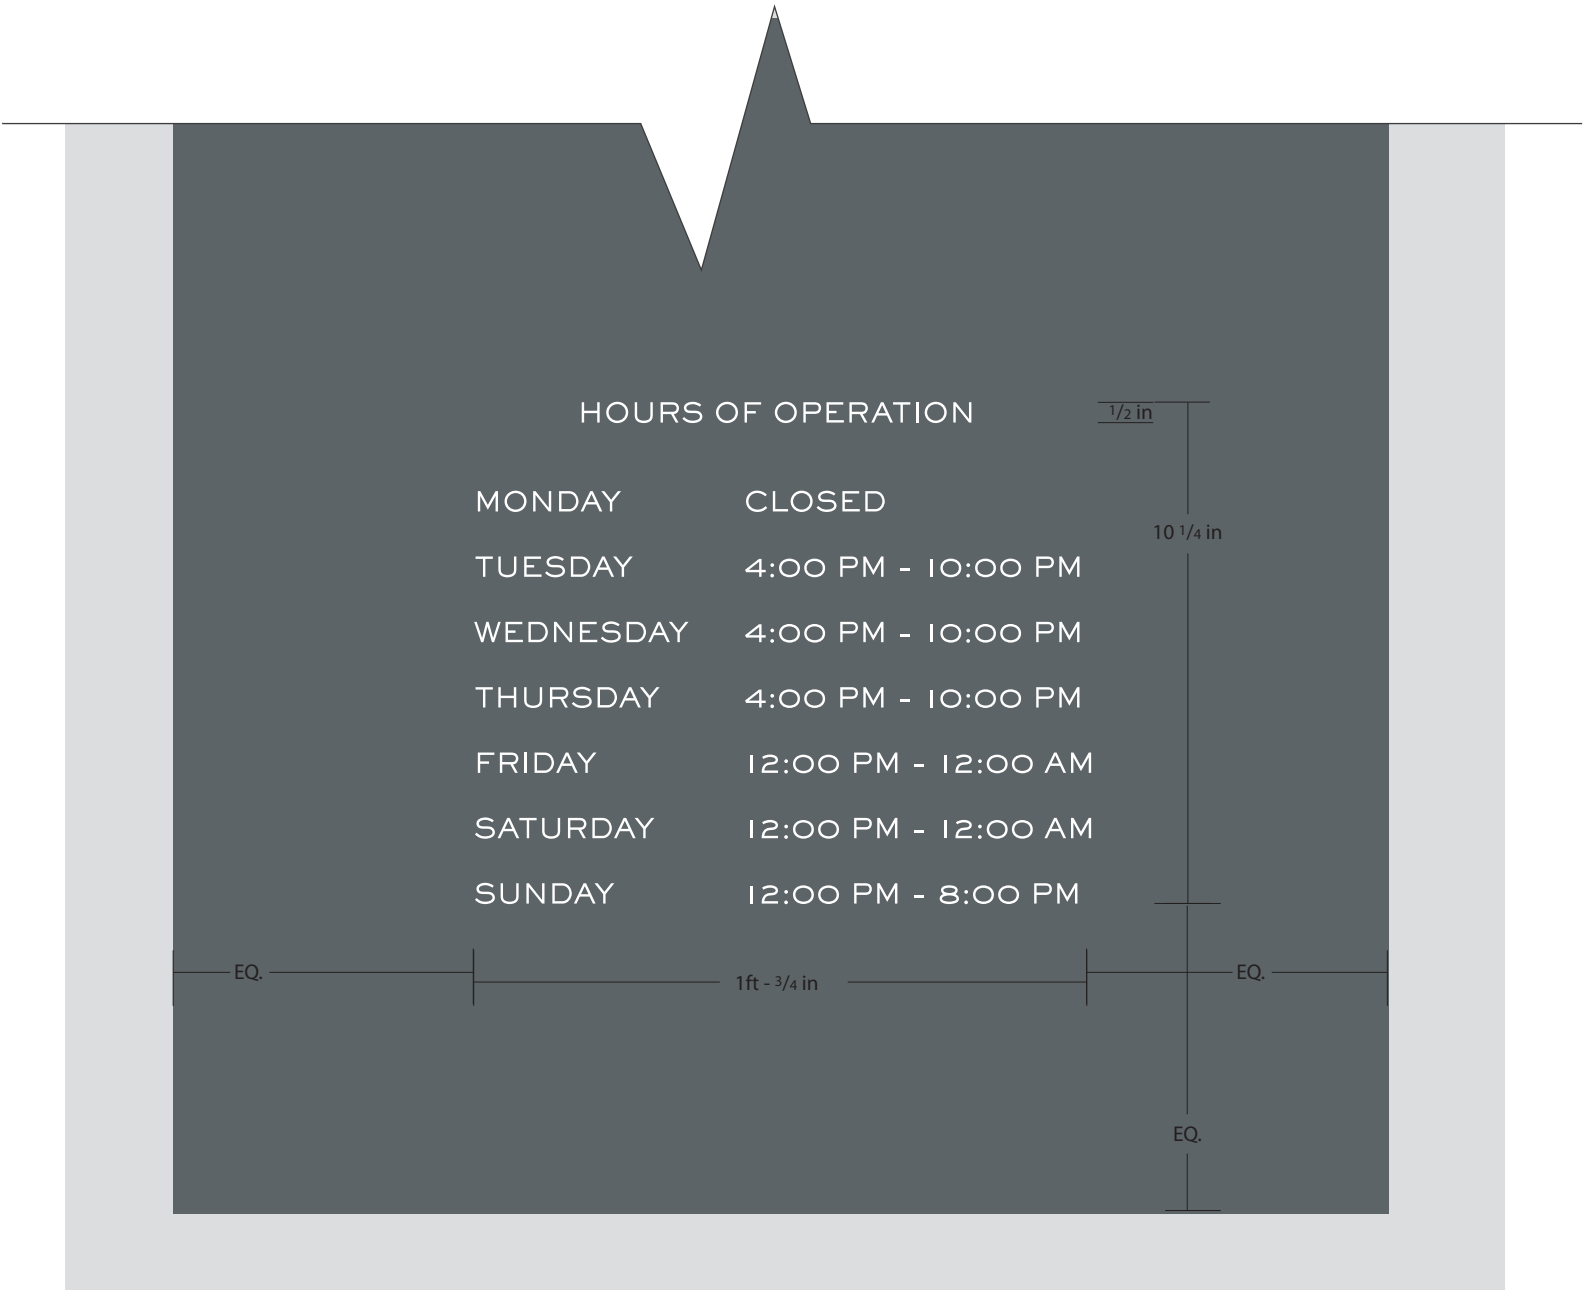 HOURS OF OPERATION
1/2 in
MONDAY CLOSED
10 1/4 in
TUESDAY 4:00 PM - 10:00 PM
WEDNESDAY 4:00 PM - 10:00 PM
THURSDAY 4:00 PM - 10:00 PM
FRIDAY 12:00 PM - 12:00 AM
SATURDAY 12:00 PM - 12:00 AM
SUNDAY 12:00 PM - 8:00 PM
EQ.
1ft - 3/4 in
EQ.
EQ.